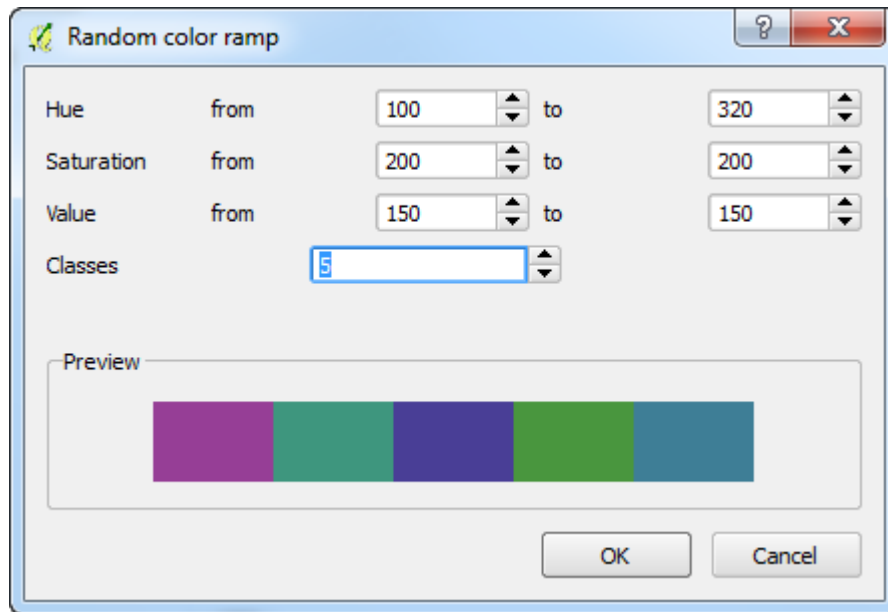 Random color ramp
Hue from 100 to 320
Saturation from 200 to 200
Value from 150 to 150
Classes 5
Preview
OK Cancel